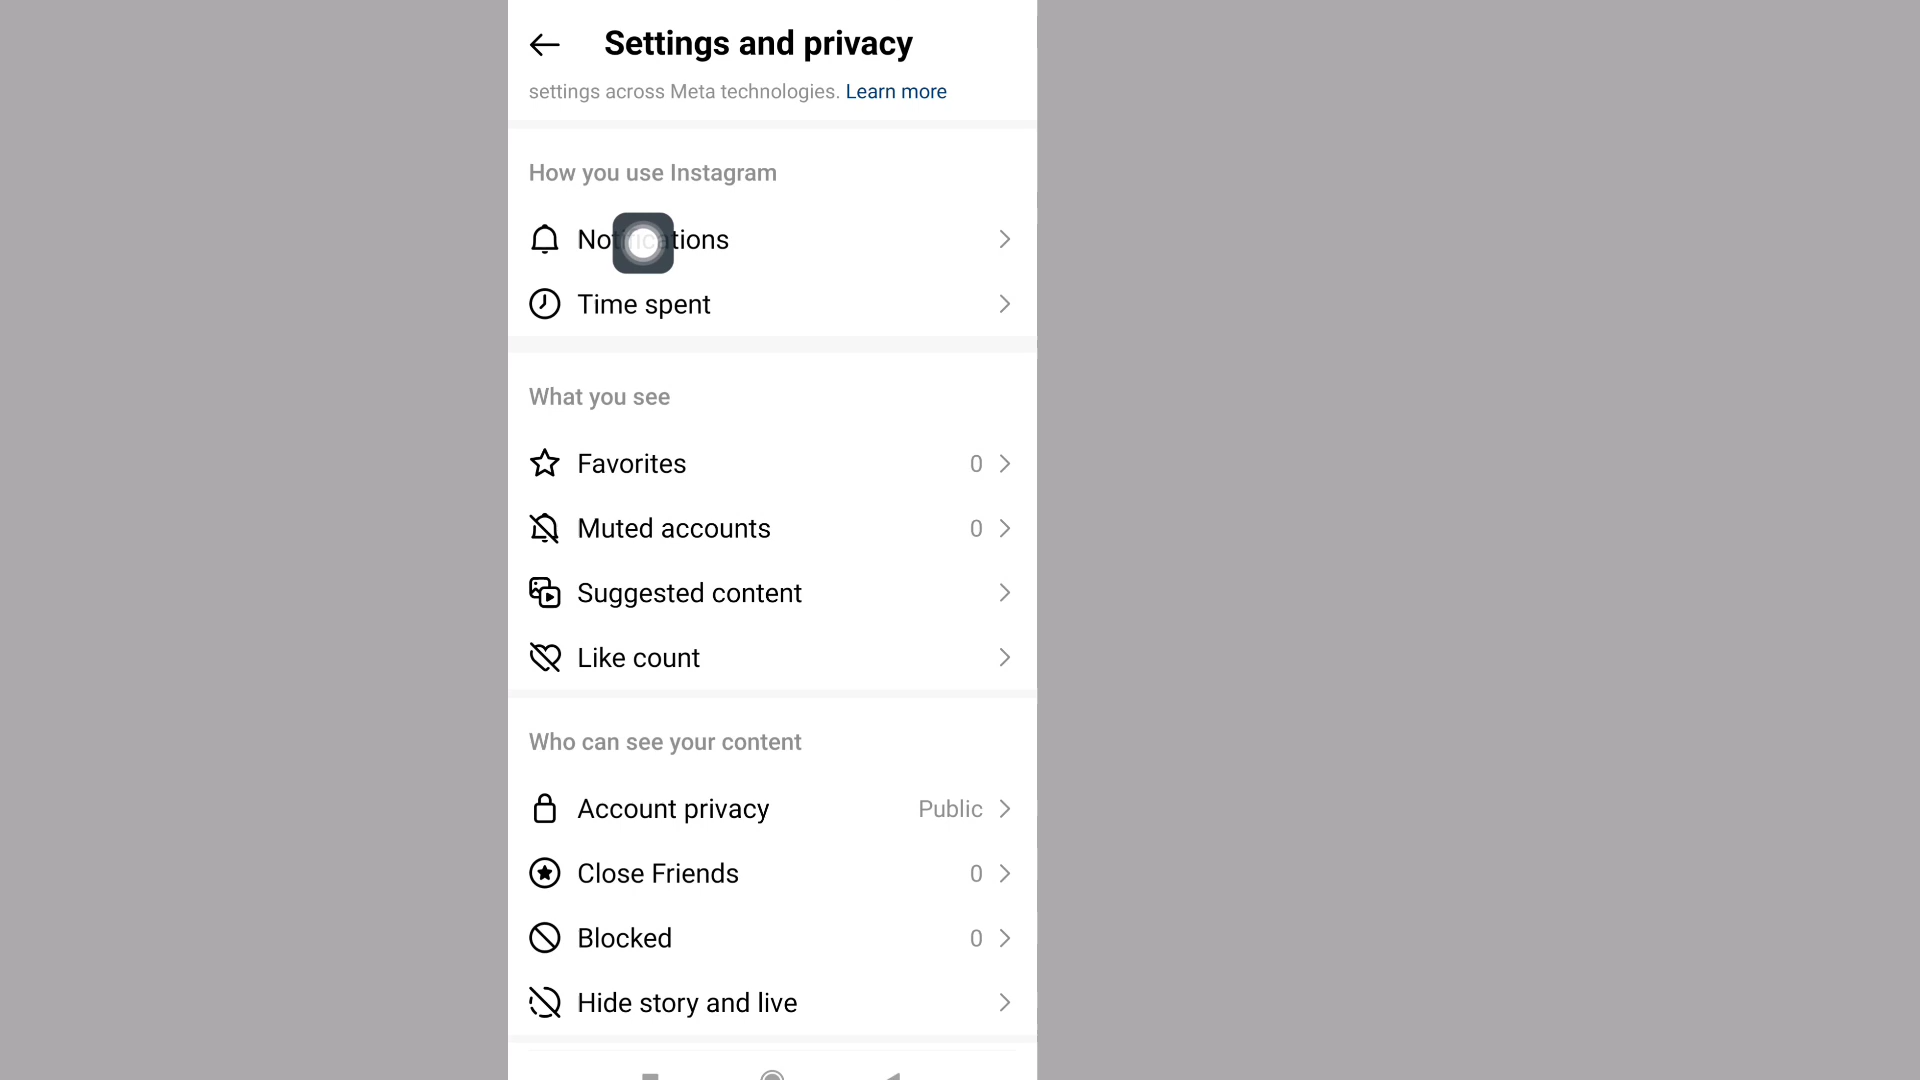 Settings and privacy
settings across Meta technologies. Learn more
How you use Instagram
Notifications
Time spent
What you see
Favorites 0
Muted accounts 0
Suggested content
Like count
Who can see your content
Account privacy Public
Close Friends 0
Blocked 0
Hide story and live